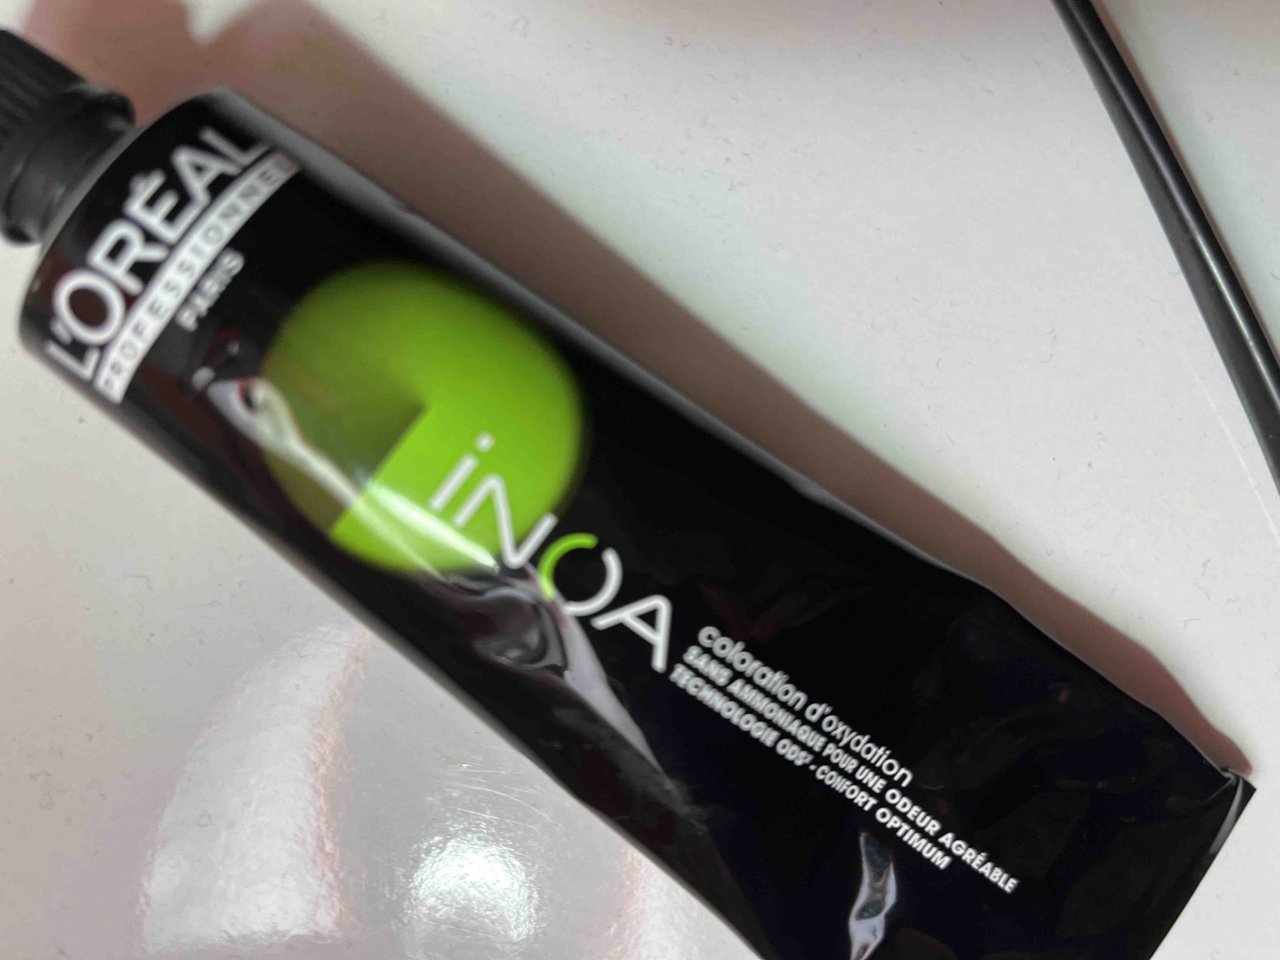 L'ORÉAL
PROFESSIONNEL
PARIS
iNOA
coloration d'oxydation
SANS AMMONIAQUE POUR UNE ODEUR AGRÉABLE
TECHNOLOGIE ODS² - CONFORT OPTIMUM